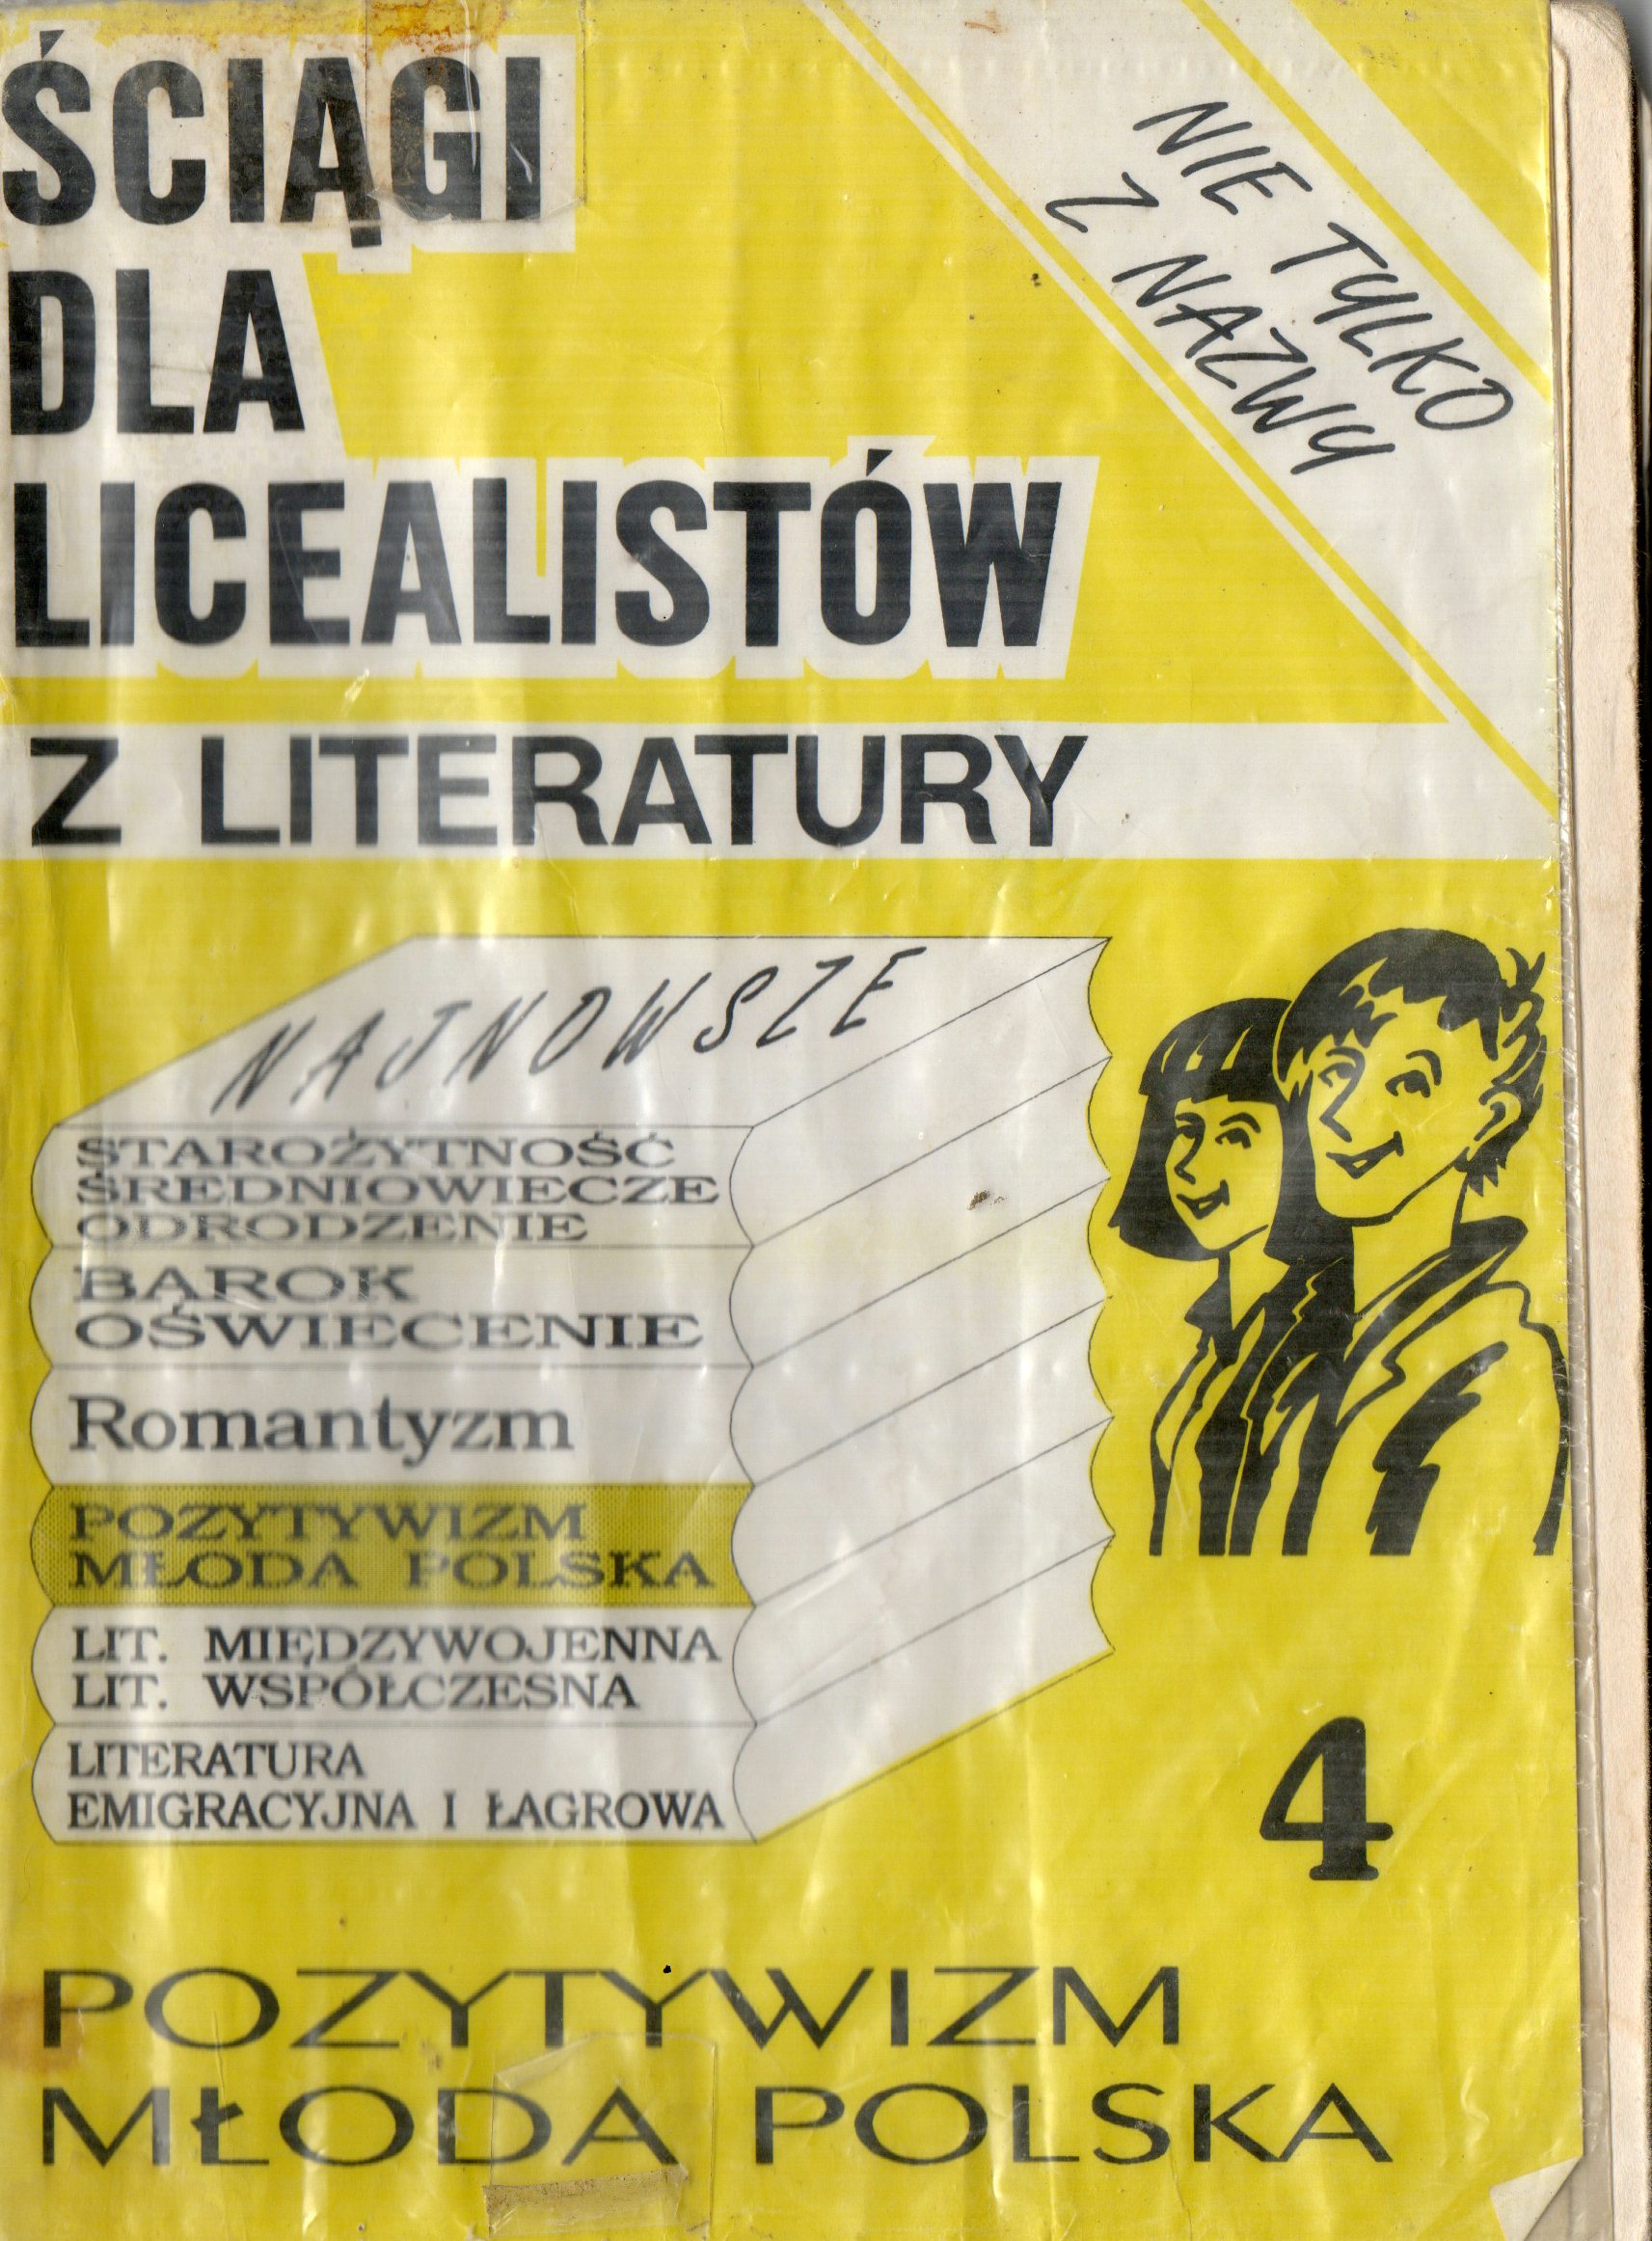 ŚCIĄGI
DLA
LICEALISTÓW
NIE TYLKO
Z NAZWY
Z LITERATURY
NAJNOWSZE
STAROŻYTNOŚĆ
ŚREDNIOWIECZE
ODRODZENIE
BAROK
OŚWIECENIE
Romantyzm
POZYTYWIZM
MŁODA POLSKA
LIT. MIĘDZYWOJENNA
LIT. WSPÓŁCZESNA
LITERATURA
EMIGRACYJNA I ŁAGROWA
4
POZYTYWIZM
MŁODA POLSKA